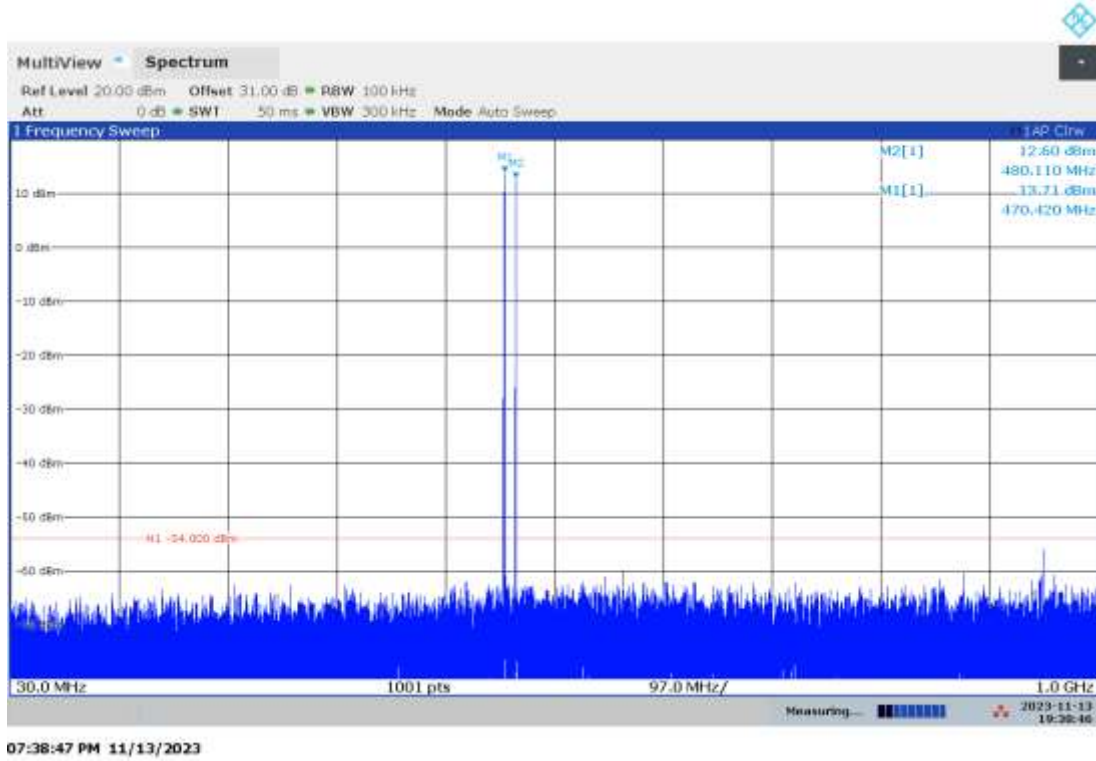 MultiView Spectrum
Ref Level 20.00 dBm Offset 31.00 dB RBW 100 kHz
Att 0 dB SWT 50 ms VBW 300 kHz Mode Auto Sweep
1 Frequency Sweep 1AP Clrw
M1 M2
M2[1] 12.60 dBm
480.110 MHz
10 dBm M1[1] 13.71 dBm
470.420 MHz
0 dBm
-10 dBm
-20 dBm
-30 dBm
-40 dBm
-50 dBm
H1 -54.000 dBm
-60 dBm
30.0 MHz 1001 pts 97.0 MHz/ 1.0 GHz
Measuring... 2023-11-13
19:38:46
07:38:47 PM 11/13/2023